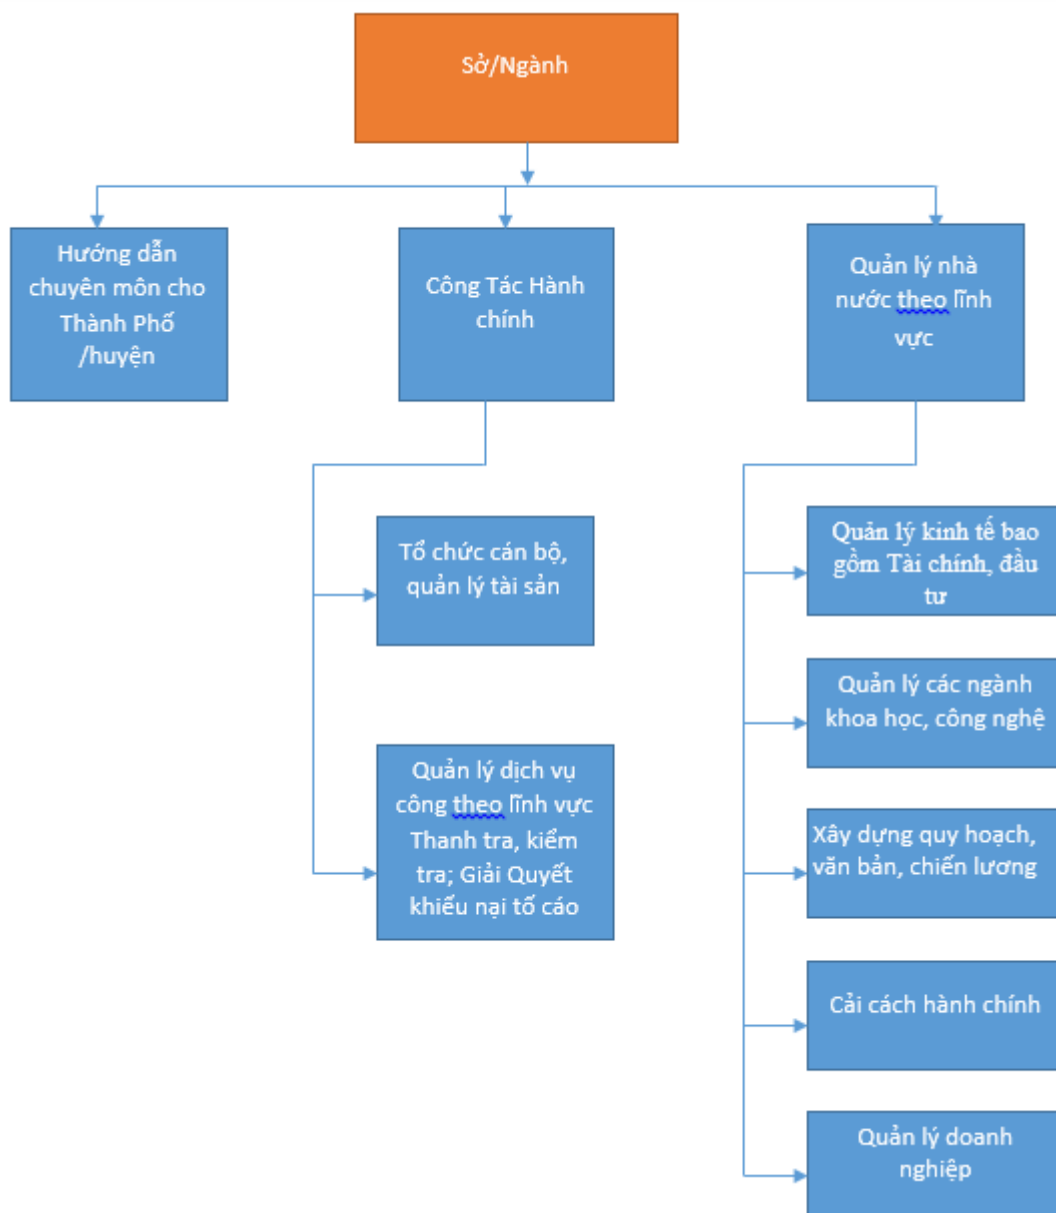 Sở/Ngành
Hướng dẫn
chuyên môn cho
Thành Phố
/huyện
Công Tác Hành
chính
Quản lý nhà
nước theo lĩnh
vực
Tổ chức cán bộ,
quản lý tài sản
Quản lý dịch vụ
công theo lĩnh vực
Thanh tra, kiểm
tra; Giải Quyết
khiếu nại tố cáo
Quản lý kinh tế bao
gồm Tài chính, đầu
tư
Quản lý các ngành
khoa học, công nghệ
Xây dựng quy hoạch,
văn bản, chiến lương
Cải cách hành chính
Quản lý doanh
nghiệp